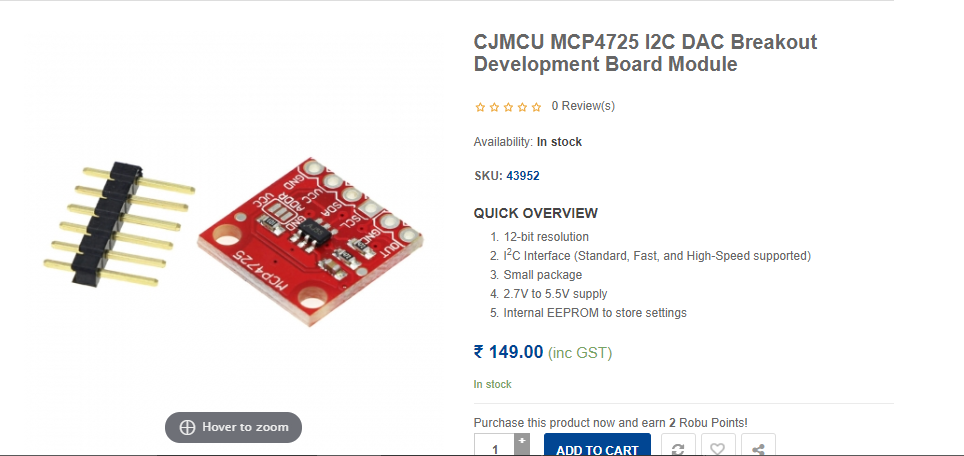 CJMCU MCP4725 I2C DAC Breakout
Development Board Module
0 Review(s)
Availability: In stock
SKU: 43952
QUICK OVERVIEW
1. 12-bit resolution
2. I2C Interface (Standard, Fast, and High-Speed supported)
3. Small package
4. 2.7V to 5.5V supply
5. Internal EEPROM to store settings
₹ 149.00 (inc GST)
In stock
Purchase this product now and earn 2 Robu Points!
1 + ADD TO CART
GND
VCC
SDA
SCL
GND
OUT
ADDR
VCC
GND
MCP4725
Hover to zoom